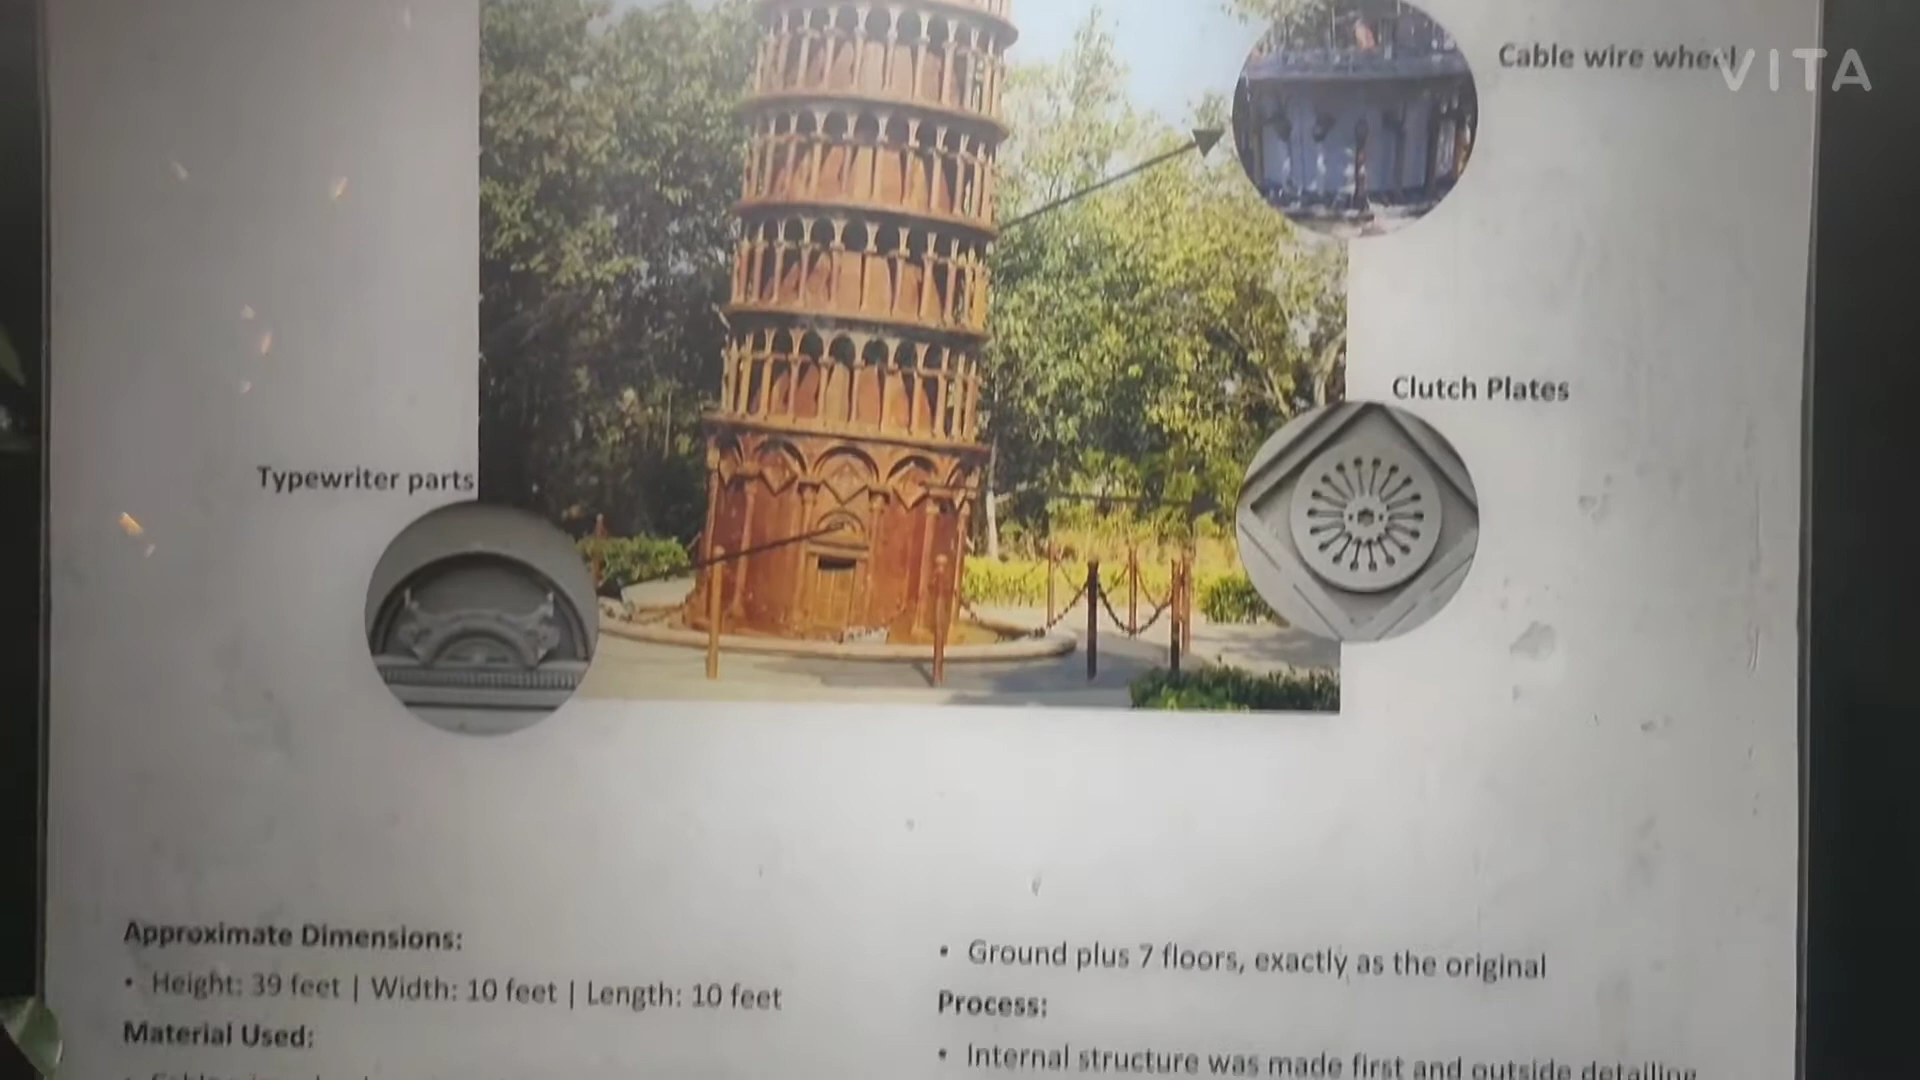 Cable wire wheel
VITA
Clutch Plates
Typewriter parts
Approximate Dimensions:
• Height: 39 feet | Width: 10 feet | Length: 10 feet
Material Used:
• Ground plus 7 floors, exactly as the original
Process:
• Internal structure was made first and outside detailing